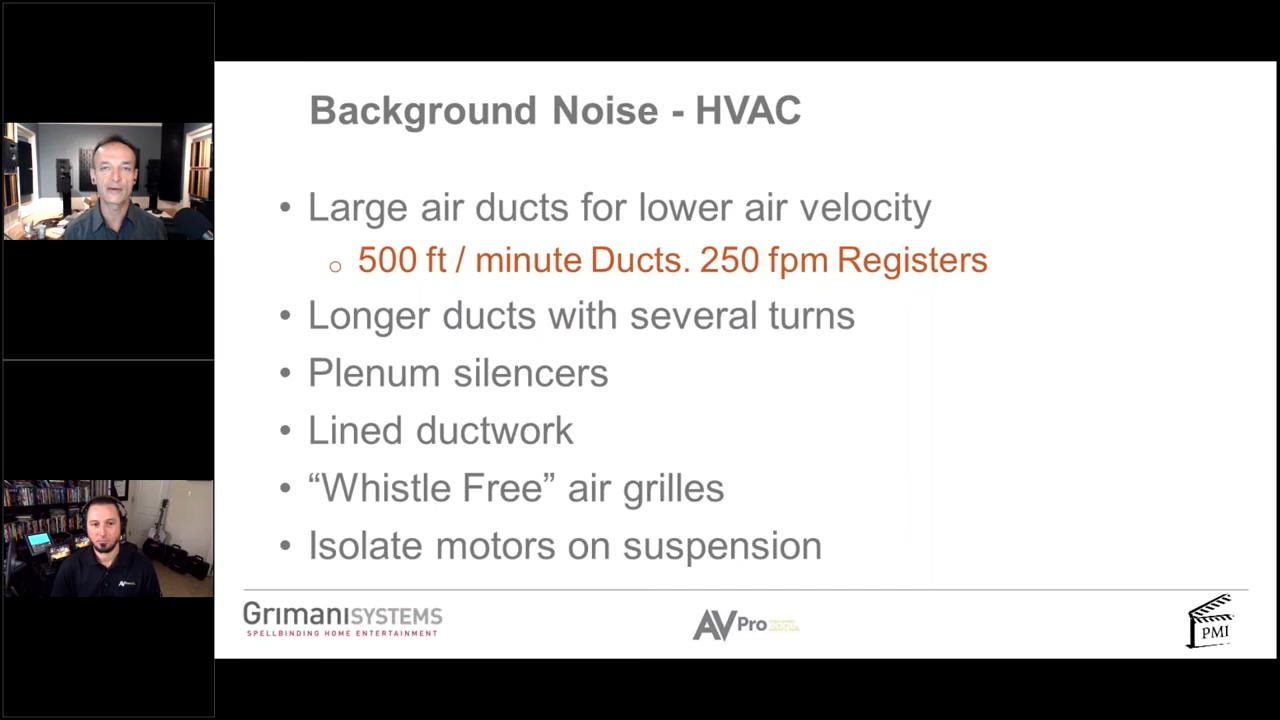 Background Noise - HVAC
• Large air ducts for lower air velocity
o 500 ft / minute Ducts. 250 fpm Registers
• Longer ducts with several turns
• Plenum silencers
• Lined ductwork
• “Whistle Free” air grilles
• Isolate motors on suspension
GRIMANISYSTEMS
SPELLBINDING HOME ENTERTAINMENT
AV Pro
PMI